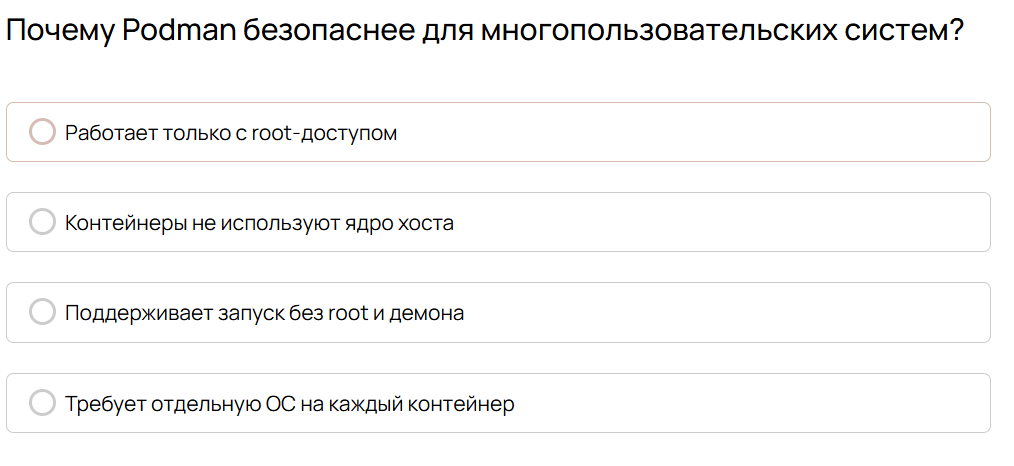 Почему Podman безопаснее для многопользовательских систем?
Работает только с root-доступом
Контейнеры не используют ядро хоста
Поддерживает запуск без root и демона
Требует отдельную ОС на каждый контейнер